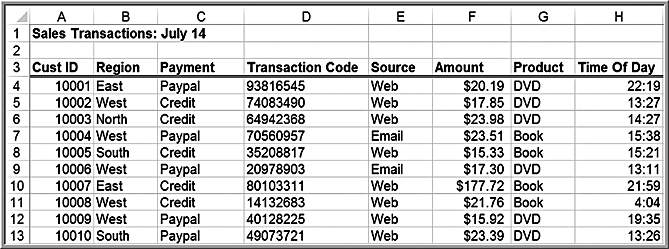 A B C D E F G H
1 Sales Transactions: July 14
2
3 Cust ID Region Payment Transaction Code Source Amount Product Time Of Day
4 10001 East Paypal 93816545 Web $20.19 DVD 22:19
5 10002 West Credit 74083490 Web $17.85 DVD 13:27
6 10003 North Credit 64942368 Web $23.98 DVD 14:27
7 10004 West Paypal 70560957 Email $23.51 Book 15:38
8 10005 South Credit 35208817 Web $15.33 Book 15:21
9 10006 West Paypal 20978903 Email $17.30 DVD 13:11
10 10007 East Credit 80103311 Web $177.72 Book 21:59
11 10008 West Credit 14132683 Web $21.76 Book 4:04
12 10009 West Paypal 40128225 Web $15.92 DVD 19:35
13 10010 South Paypal 49073721 Web $23.39 DVD 13:26